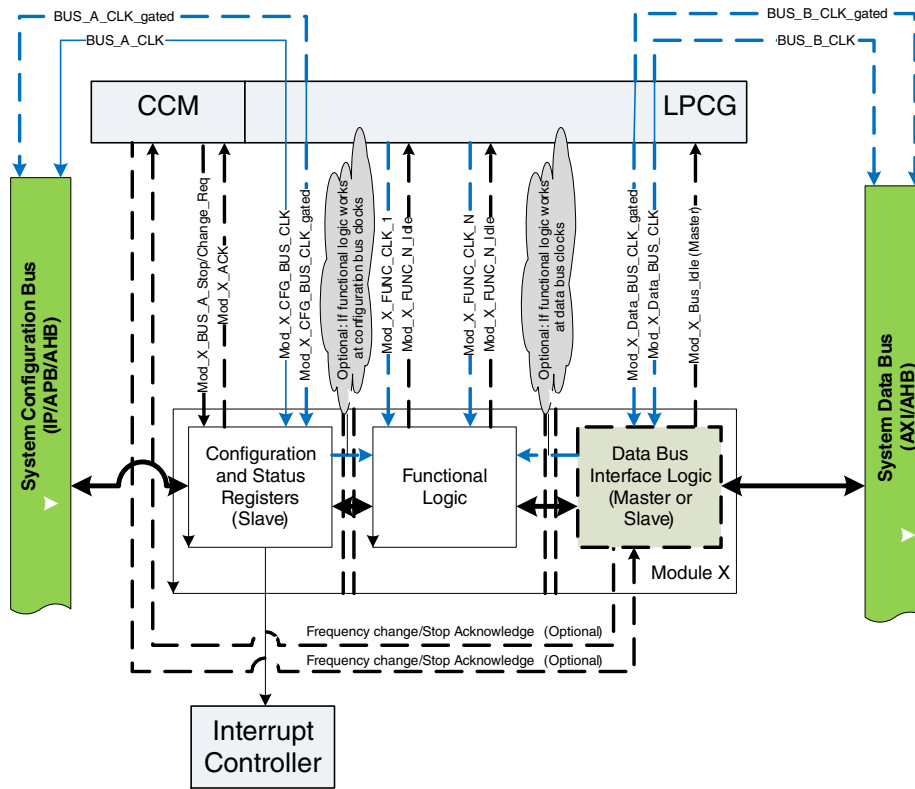 BUS_A_CLK_gated
BUS_A_CLK
BUS_B_CLK_gated
BUS_B_CLK
CCM
LPCG
System Configuration Bus
(IP/APB/AHB)
Mod_X_BUS_A_Stop/Change_Req
Mod_X_ACK
Mod_X_CFG_BUS_CLK
Mod_X_CFG_BUS_CLK_gated
Optional: If functional logic works
at configuration bus clocks
Mod_X_FUNC_CLK_1
Mod_X_FUNC_N_Idle
Mod_X_FUNC_CLK_N
Mod_X_FUNC_N_Idle
Optional: If functional logic works
at data bus clocks
Mod_X_Data_BUS_CLK_gated
Mod_X_Data_BUS_CLK
Mod_X_Bus_Idle (Master)
System Data Bus
(AXI/AHB)
Configuration
and Status
Registers
(Slave)
Functional
Logic
Data Bus
Interface Logic
(Master or
Slave)
Module X
Frequency change/Stop Acknowledge (Optional)
Frequency change/Stop Acknowledge (Optional)
Interrupt
Controller